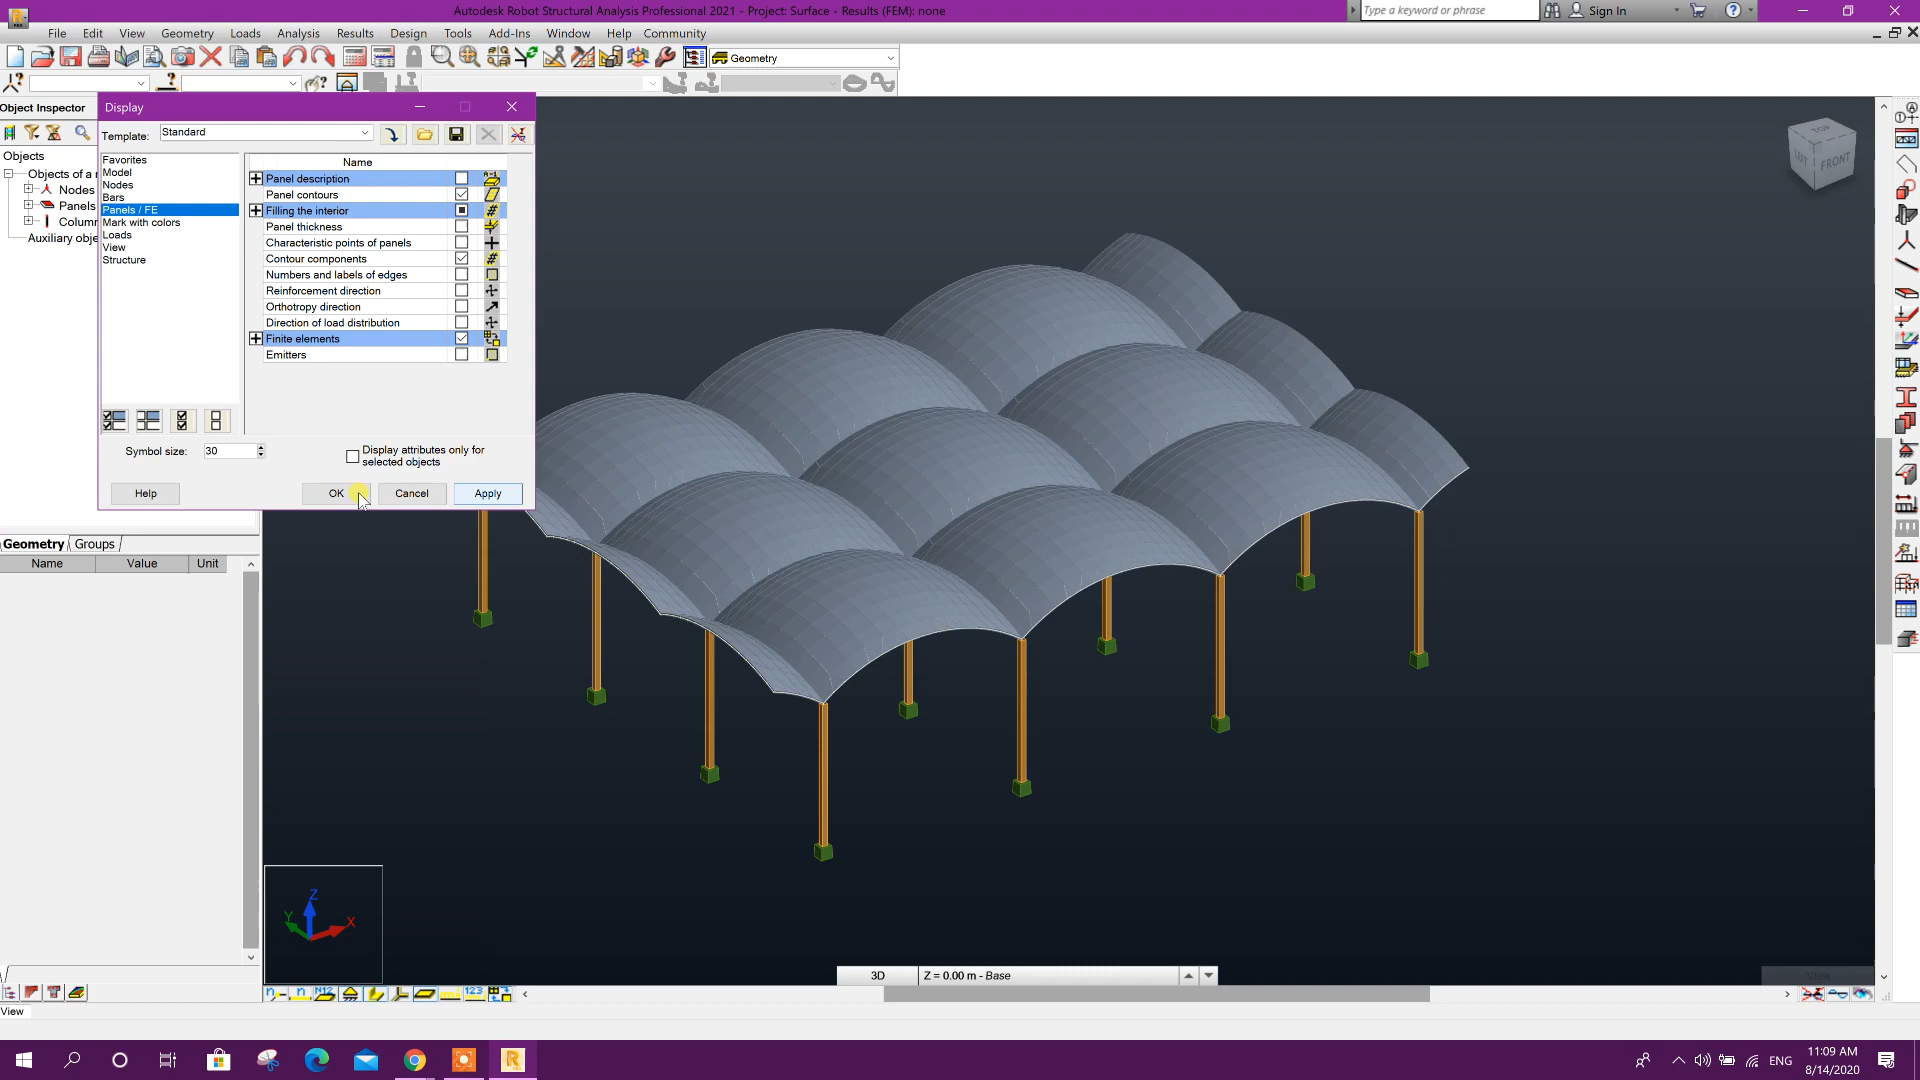 Autodesk Robot Structural Analysis Professional 2021 - Project: Surface - Results (FEM): none
Type a keyword or phrase
Sign In
File Edit View Geometry Loads Analysis Results Design Tools Add-Ins Window Help Community
Geometry
Object Inspector
Display
Template:
Standard
Objects
Objects of a
Nodes
Panels
Auxiliary
Favorites
Model
Nodes
Bars
Panels / FE
Mark with colors
Loads
View
Structure
Name
Panel description
Panel contours
Filling the interior
Panel thickness
Characteristic points of panels
Contour components
Numbers and labels of edges
Reinforcement direction
Orthotropy direction
Direction of load distribution
Finite elements
Emitters
Symbol size:
30
Display attributes only for
selected objects
Help
OK
Cancel
Apply
TOP
FRONT
Geometry
Groups
Name
Value
Unit
Z
Y
X
3D
Z = 0.00 m - Base
View
ENG
11:09 AM
8/14/2020